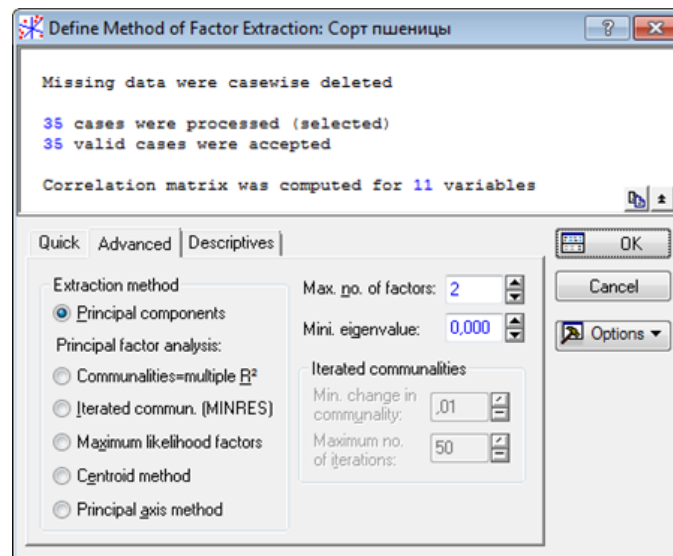 Define Method of Factor Extraction: Сорт пшеницы
Missing data were casewise deleted
35 cases were processed (selected)
35 valid cases were accepted
Correlation matrix was computed for 11 variables
Quick Advanced Descriptives
OK
Cancel
Options
Extraction method
Principal components
Principal factor analysis:
Communalities=multiple R²
Iterated commun. (MINRES)
Maximum likelihood factors
Centroid method
Principal axis method
Max. no. of factors: 2
Mini. eigenvalue: 0,000
Iterated communalities
Min. change in
communality: ,01
Maximum no.
of iterations: 50